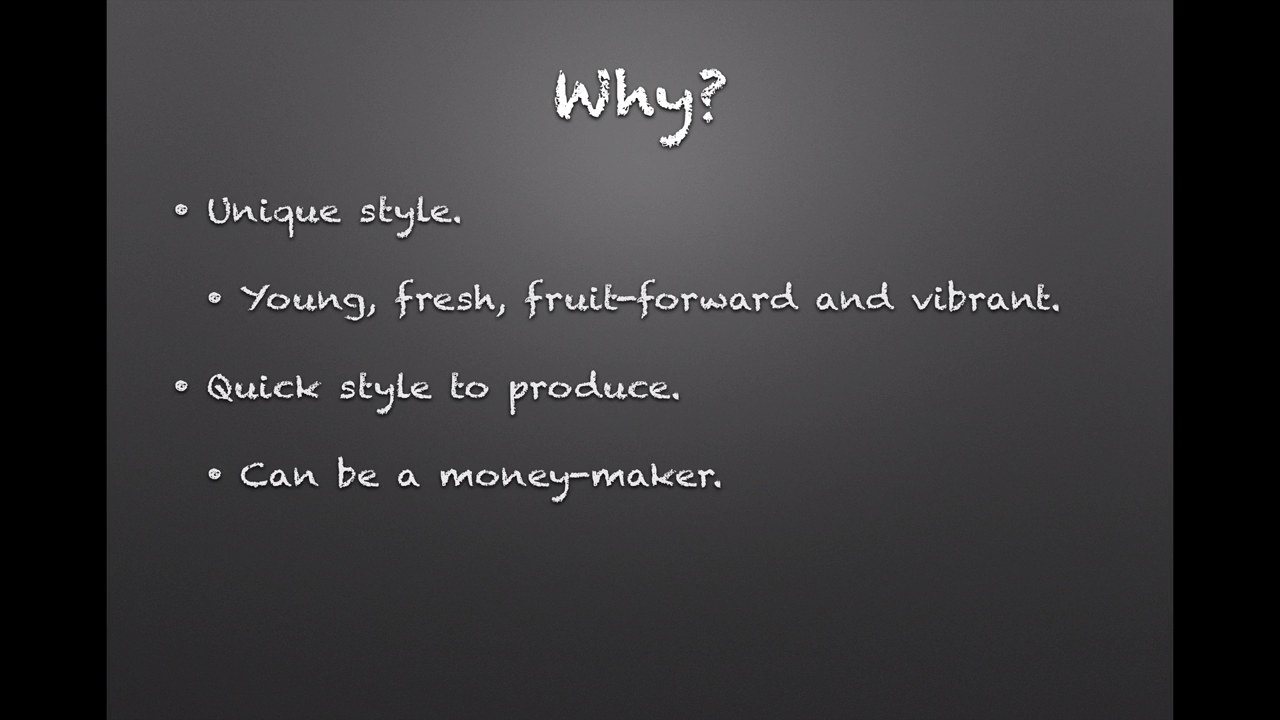 Why?
• Unique style.
• Young, fresh, fruit-forward and vibrant.
• Quick style to produce.
• Can be a money-maker.